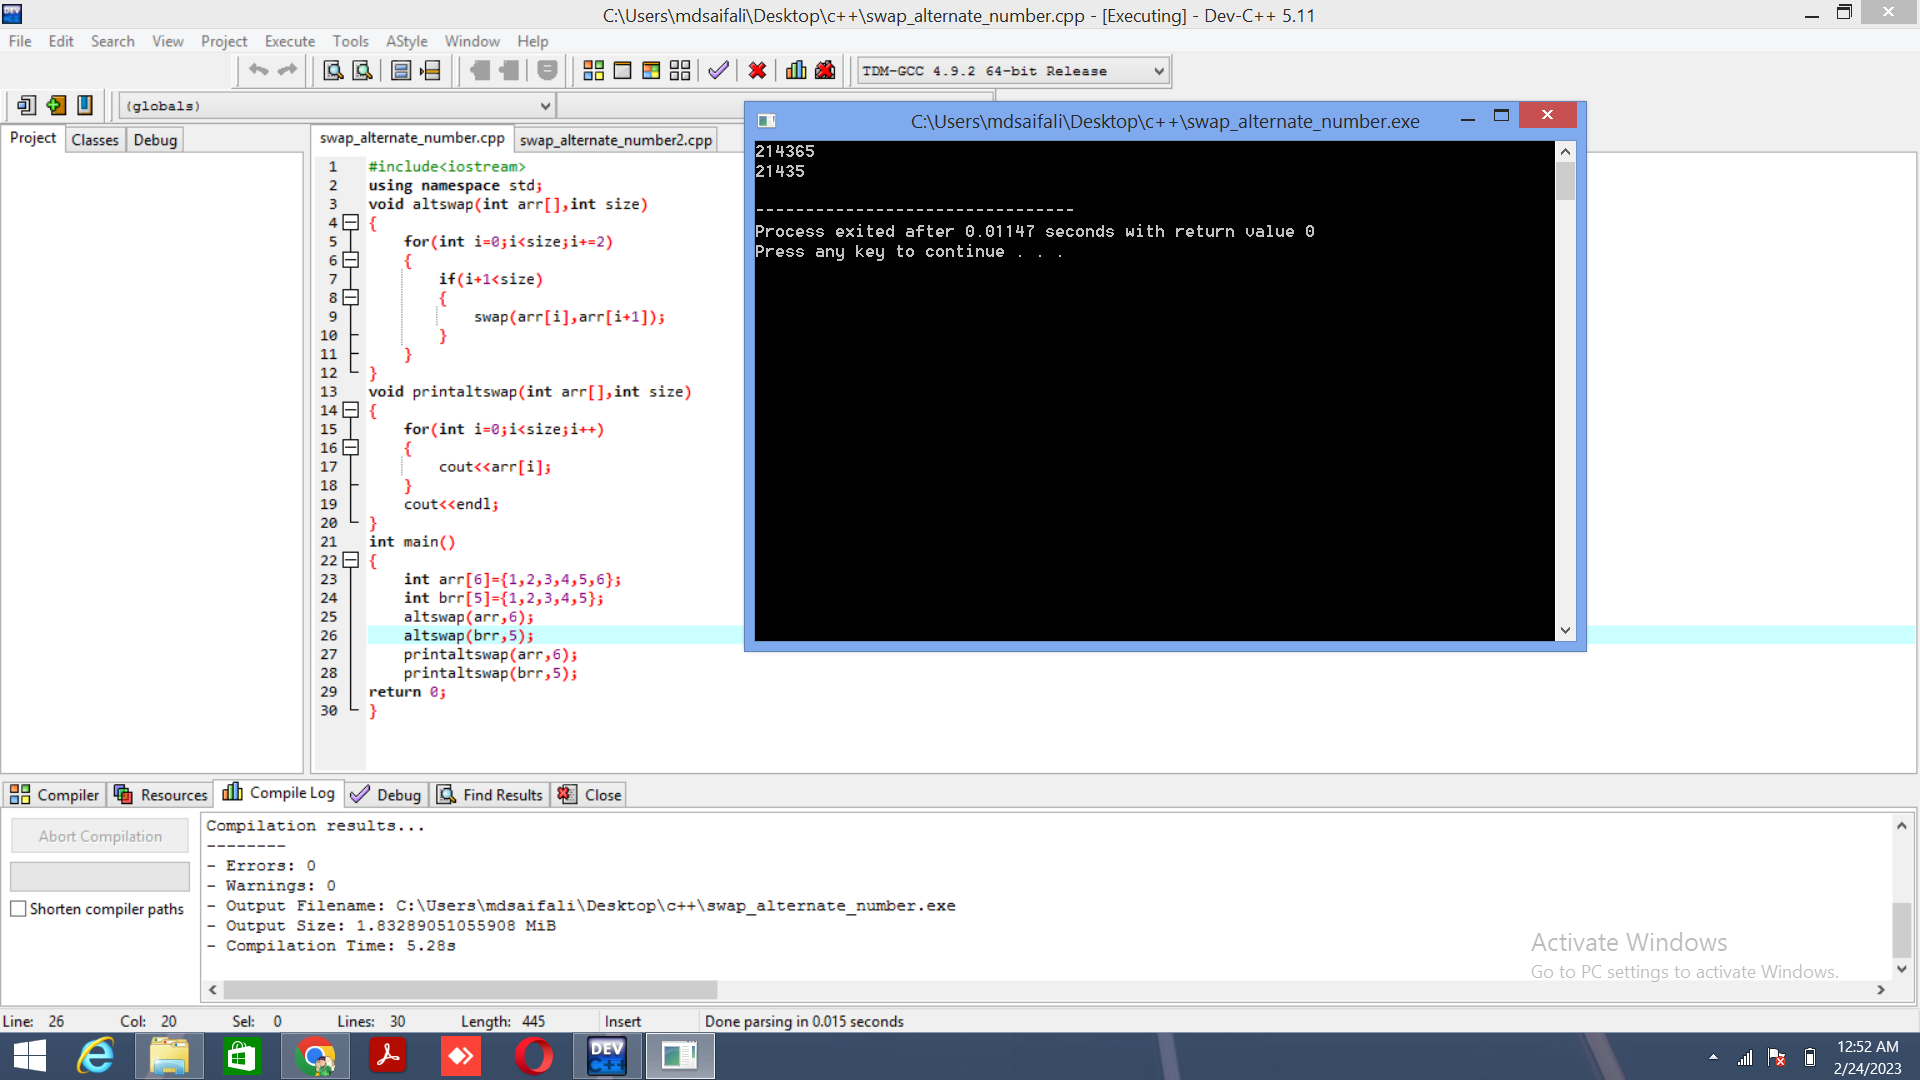 C:\Users\mdsaifali\Desktop\c++\swap_alternate_number.cpp - [Executing] - Dev-C++ 5.11
File Edit Search View Project Execute Tools AStyle Window Help
TDM-GCC 4.9.2 64-bit Release
(globals)
Project Classes Debug
swap_alternate_number.cpp swap_alternate_number2.cpp
1 #include<iostream>
2 using namespace std;
3 void altswap(int arr[],int size)
4 {
5 for(int i=0;i<size;i+=2)
6 {
7 if(i+1<size)
8 {
9 swap(arr[i],arr[i+1]);
10 }
11 }
12 }
13 void printaltswap(int arr[],int size)
14 {
15 for(int i=0;i<size;i++)
16 {
17 cout<<arr[i];
18 }
19 cout<<endl;
20 }
21 int main()
22 {
23 int arr[6]={1,2,3,4,5,6};
24 int brr[5]={1,2,3,4,5};
25 altswap(arr,6);
26 altswap(brr,5);
27 printaltswap(arr,6);
28 printaltswap(brr,5);
29 return 0;
30 }
C:\Users\mdsaifali\Desktop\c++\swap_alternate_number.exe
214365
21435
--------------------------------
Process exited after 0.01147 seconds with return value 0
Press any key to continue . . .
Compiler Resources Compile Log Debug Find Results Close
Abort Compilation
Shorten compiler paths
Compilation results...
--------
- Errors: 0
- Warnings: 0
- Output Filename: C:\Users\mdsaifali\Desktop\c++\swap_alternate_number.exe
- Output Size: 1.83289051055908 MiB
- Compilation Time: 5.28s
Activate Windows
Go to PC settings to activate Windows.
Line: 26 Col: 20 Sel: 0 Lines: 30 Length: 445 Insert Done parsing in 0.015 seconds
DEV
C++
12:52 AM
2/24/2023